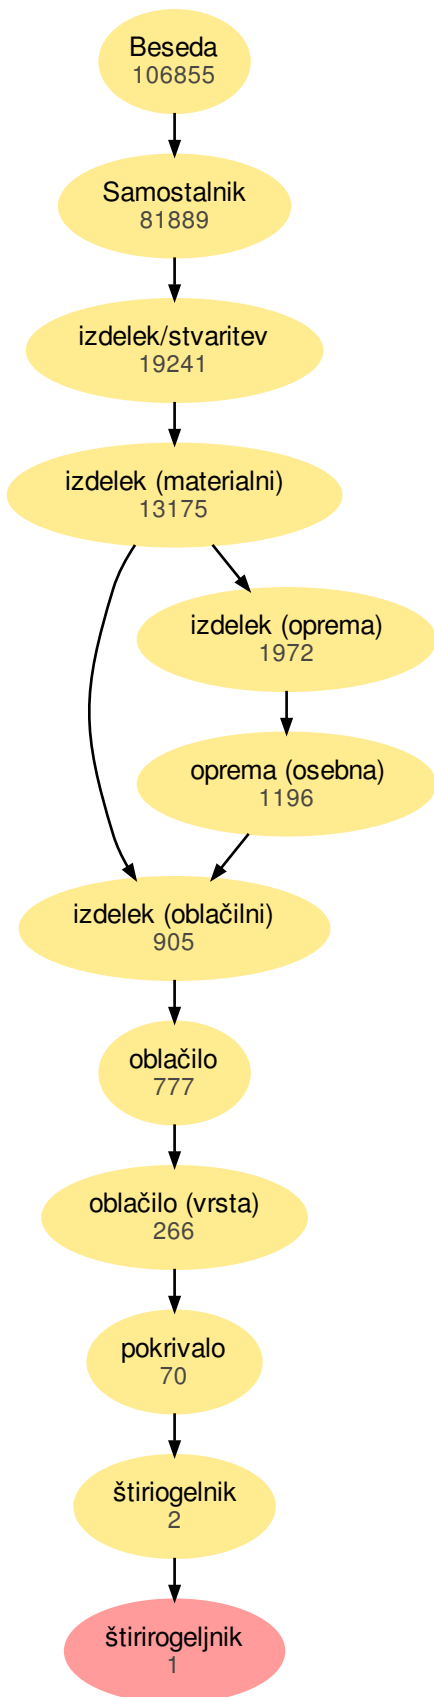 Beseda
106855
Samostalnik
81889
izdelek/stvaritev
19241
izdelek (materialni)
13175
izdelek (oprema)
1972
oprema (osebna)
1196
izdelek (oblačilni)
905
oblačilo
777
oblačilo (vrsta)
266
pokrivalo
70
štiriogelnik
2
štirirogeljnik
1